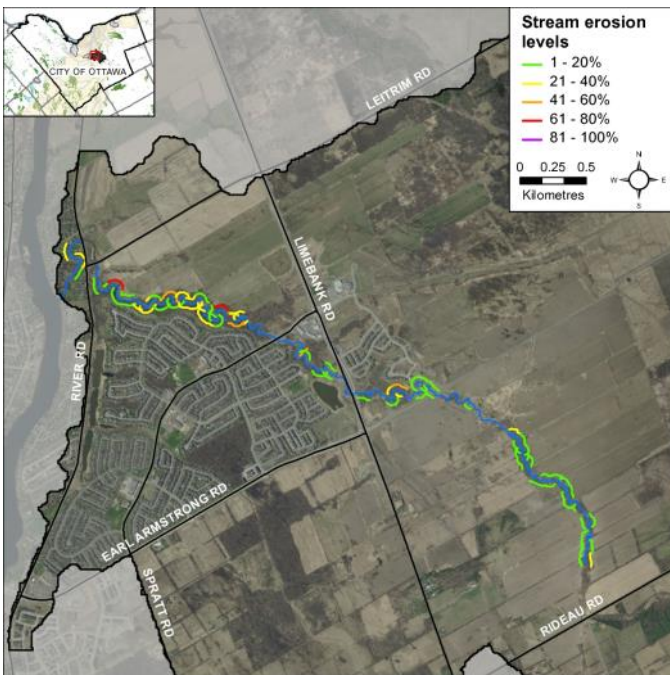 CITY OF OTTAWA
Stream erosion
levels
1 - 20%
21 - 40%
41 - 60%
61 - 80%
81 - 100%
0 0.25 0.5
Kilometres
N
W E
S
LEITRIM RD
LIMEBANK RD
RIVER RD
EARL ARMSTRONG RD
SPRATT RD
RIDEAU RD